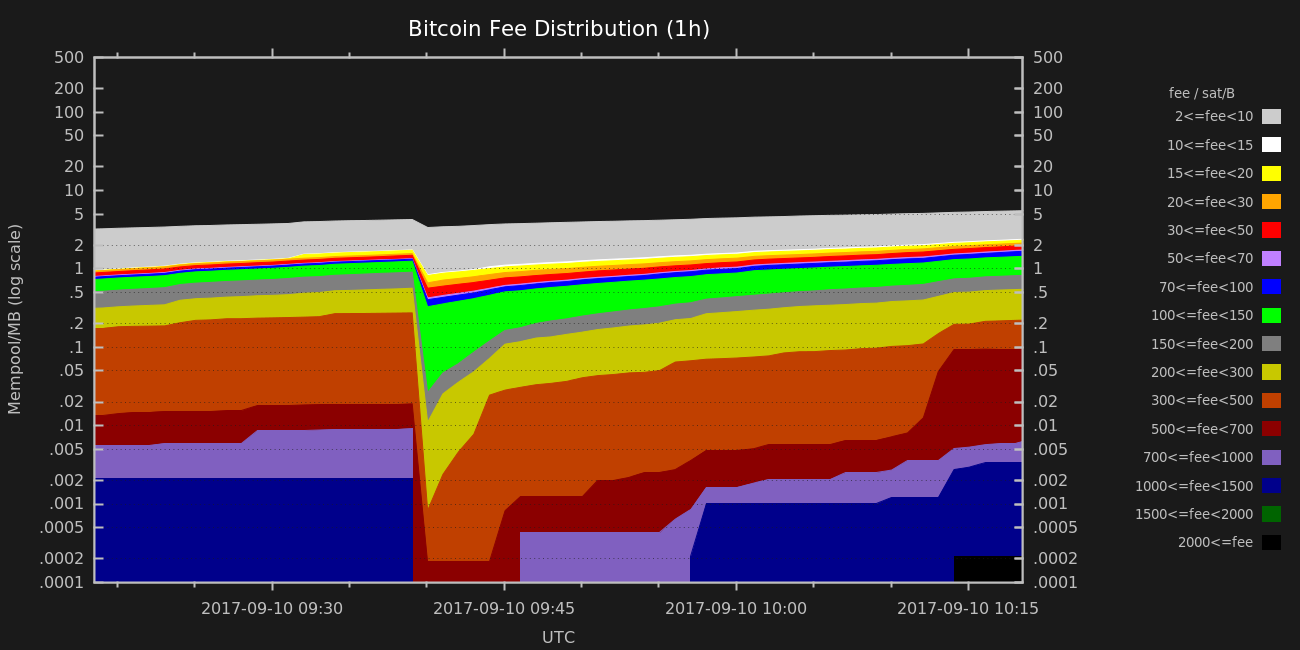 Bitcoin Fee Distribution (1h)
500 500
200 200
100 100
50 50
20 20
10 10
5 5
2 2
1 1
.5 .5
.2 .2
.1 .1
.05 .05
.02 .02
.01 .01
.005 .005
.002 .002
.001 .001
.0005 .0005
.0002 .0002
.0001 .0001
Mempool/MB (log scale)
2017-09-10 09:30 2017-09-10 09:45 2017-09-10 10:00 2017-09-10 10:15
UTC
fee / sat/B
2<=fee<10
10<=fee<15
15<=fee<20
20<=fee<30
30<=fee<50
50<=fee<70
70<=fee<100
100<=fee<150
150<=fee<200
200<=fee<300
300<=fee<500
500<=fee<700
700<=fee<1000
1000<=fee<1500
1500<=fee<2000
2000<=fee